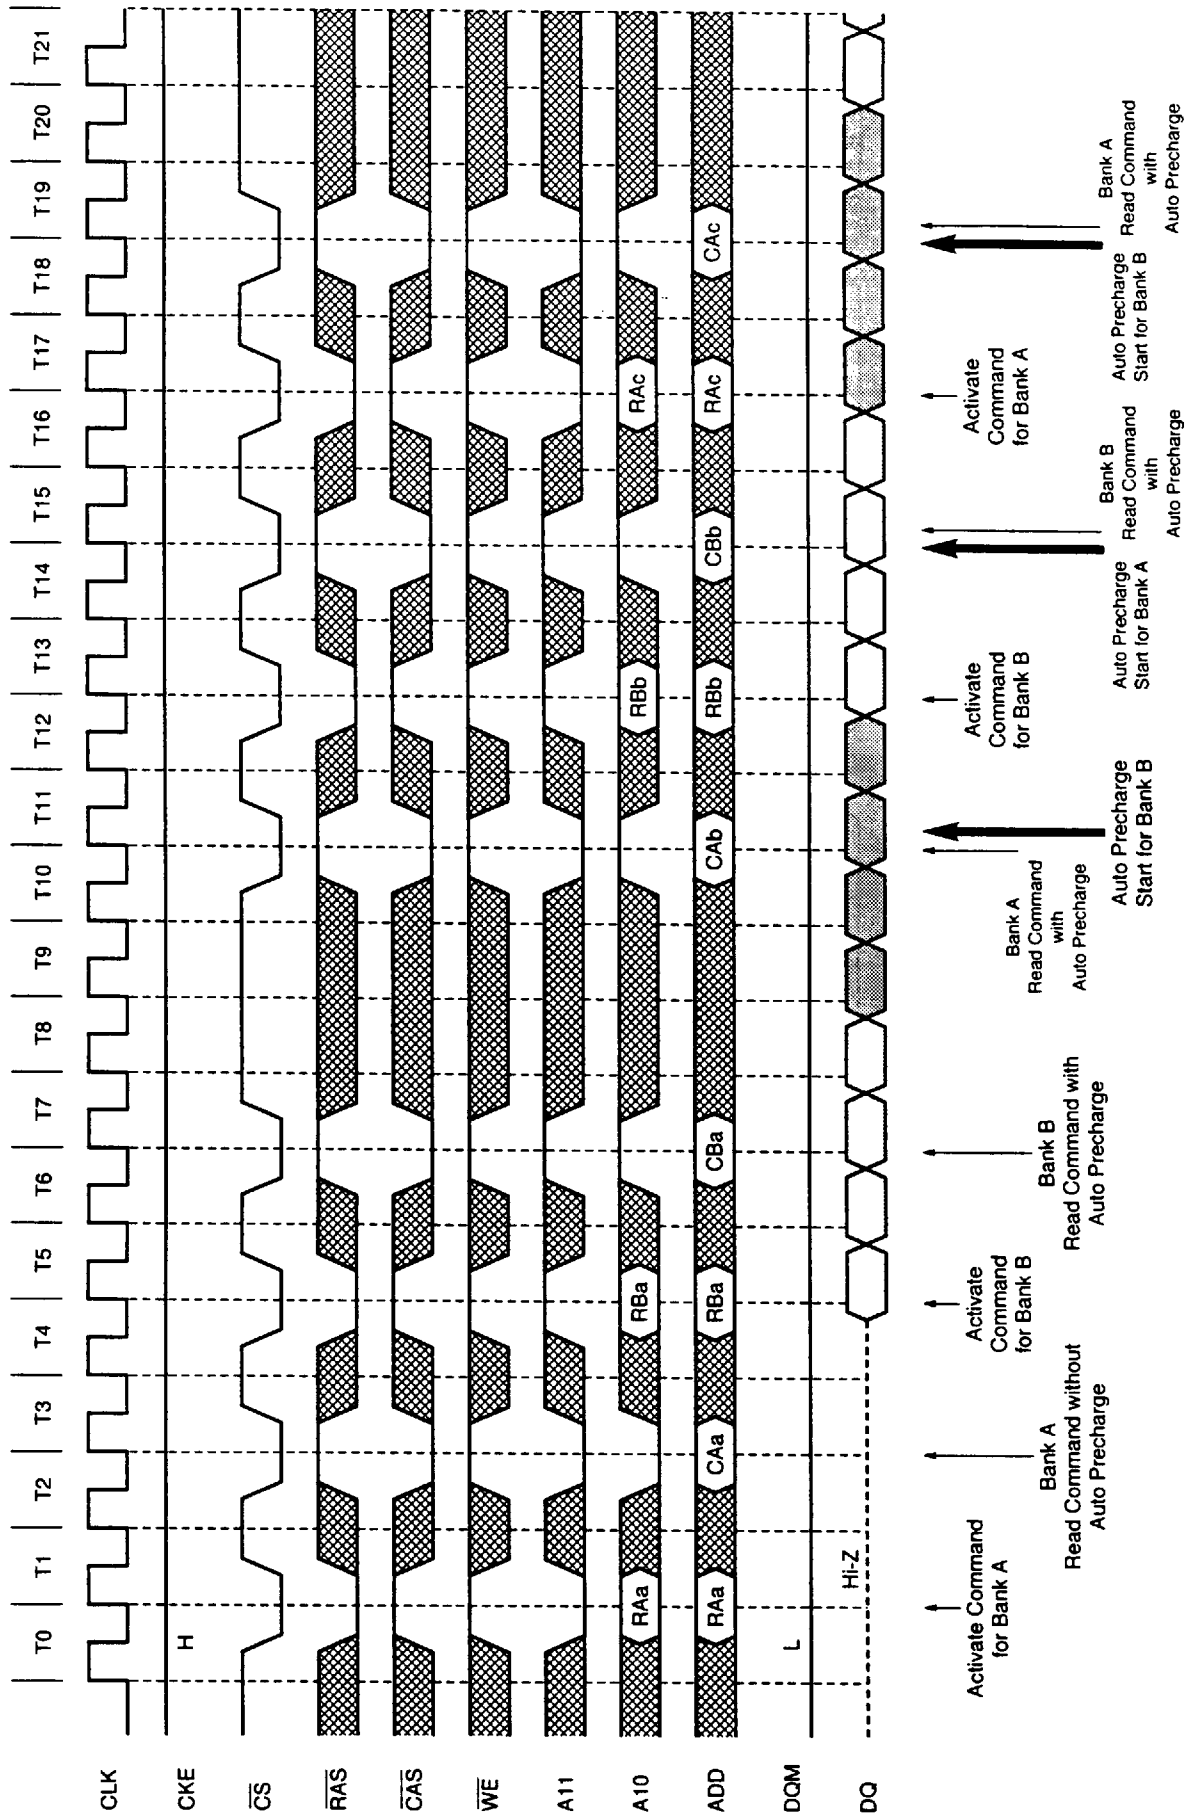 T0 T1 T2 T3 T4 T5 T6 T7 T8 T9 T10 T11 T12 T13 T14 T15 T16 T17 T18 T19 T20 T21
CLK
CKE H
CS
RAS
CAS
WE
A11
A10 RAa RBa RBb RAc
ADD RAa CAa RBa CBa CAb RBb CBb RAc CAc
DQM L
DQ Hi-Z
Activate Command
for Bank A
Bank A
Read Command without
Auto Precharge
Activate
Command
for Bank B
Bank B
Read Command with
Auto Precharge
Bank A
Read Command
with
Auto Precharge
Auto Precharge
Start for Bank B
Activate
Command
for Bank B
Auto Precharge
Start for Bank A
Bank B
Read Command
with
Auto Precharge
Activate
Command
for Bank A
Auto Precharge
Start for Bank B
Bank A
Read Command
with
Auto Precharge